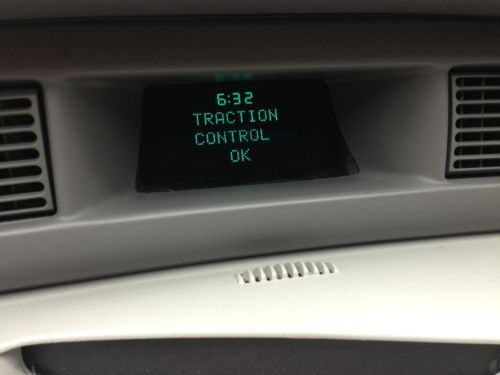 6:32
TRACTION
CONTROL
OK